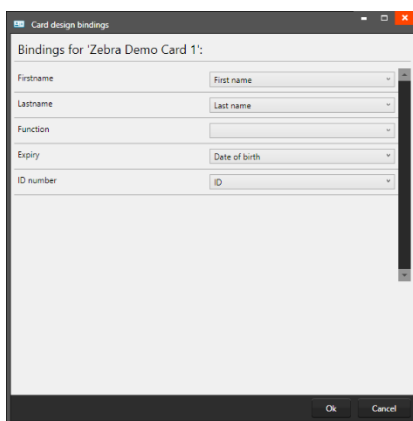 Card design bindings
Bindings for 'Zebra Demo Card 1':
Firstname First name
Lastname Last name
Function
Expiry Date of birth
ID number ID
Ok Cancel